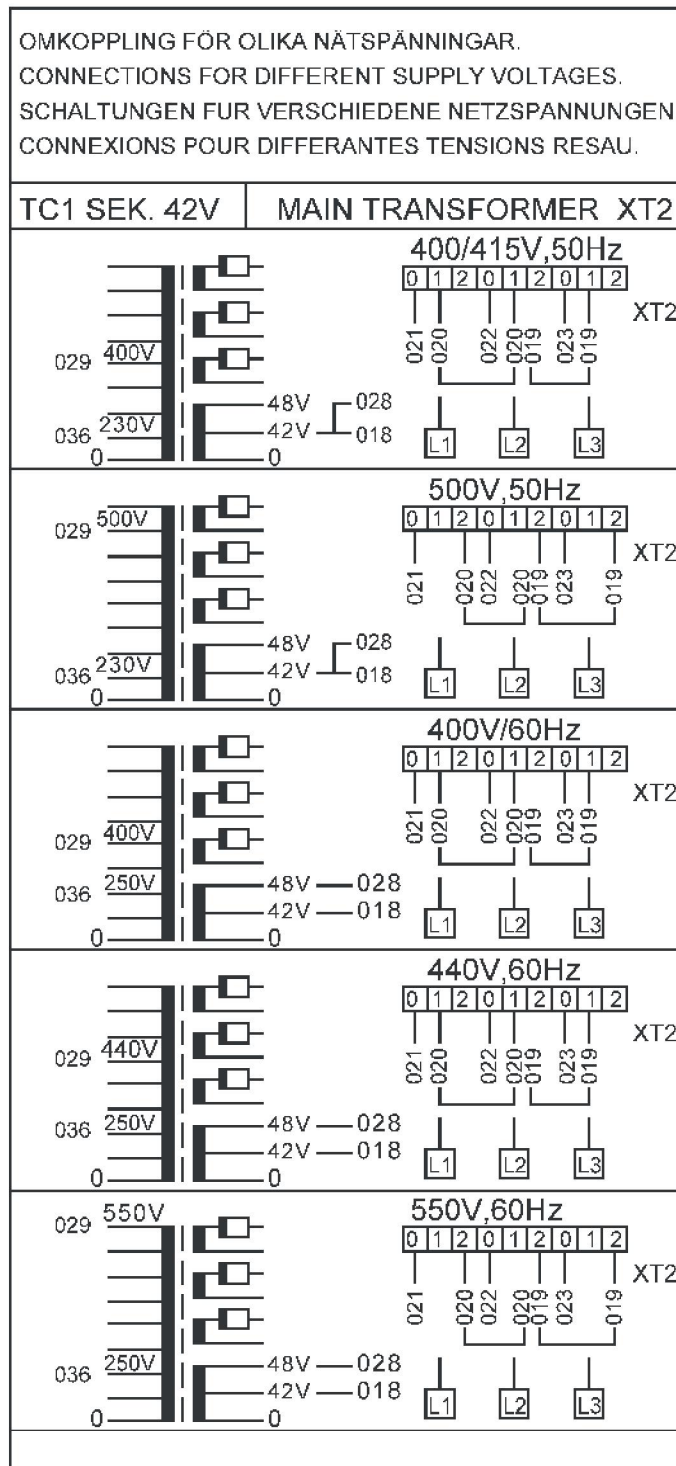 OMKOPPLING FÖR OLIKA NÄTSPÄNNINGAR.
CONNECTIONS FOR DIFFERENT SUPPLY VOLTAGES.
SCHALTUNGEN FUR VERSCHIEDENE NETZSPANNUNGEN
CONNEXIONS POUR DIFFERANTES TENSIONS RESAU.
TC1 SEK. 42V MAIN TRANSFORMER XT2
400/415V,50Hz
0 1 2 0 1 2 0 1 2
XT2
021 020 022 020 019 023 019
029 400V
48V 028
036 230V 42V 018
0 0
L1 L2 L3
500V,50Hz
0 1 2 0 1 2 0 1 2
029 500V
XT2
021 020 022 020 019 023 019
48V 028
036 230V 42V 018
0 0
L1 L2 L3
400V/60Hz
0 1 2 0 1 2 0 1 2
XT2
021 020 022 020 019 023 019
029 400V
036 250V 48V 028
42V 018
0 0
L1 L2 L3
440V,60Hz
0 1 2 0 1 2 0 1 2
XT2
029 440V
021 020 022 020 019 023 019
036 250V 48V 028
42V 018
0 0
L1 L2 L3
550V,60Hz
029 550V
0 1 2 0 1 2 0 1 2
XT2
021 020 022 020 019 023 019
036 250V 48V 028
42V 018
0 0
L1 L2 L3